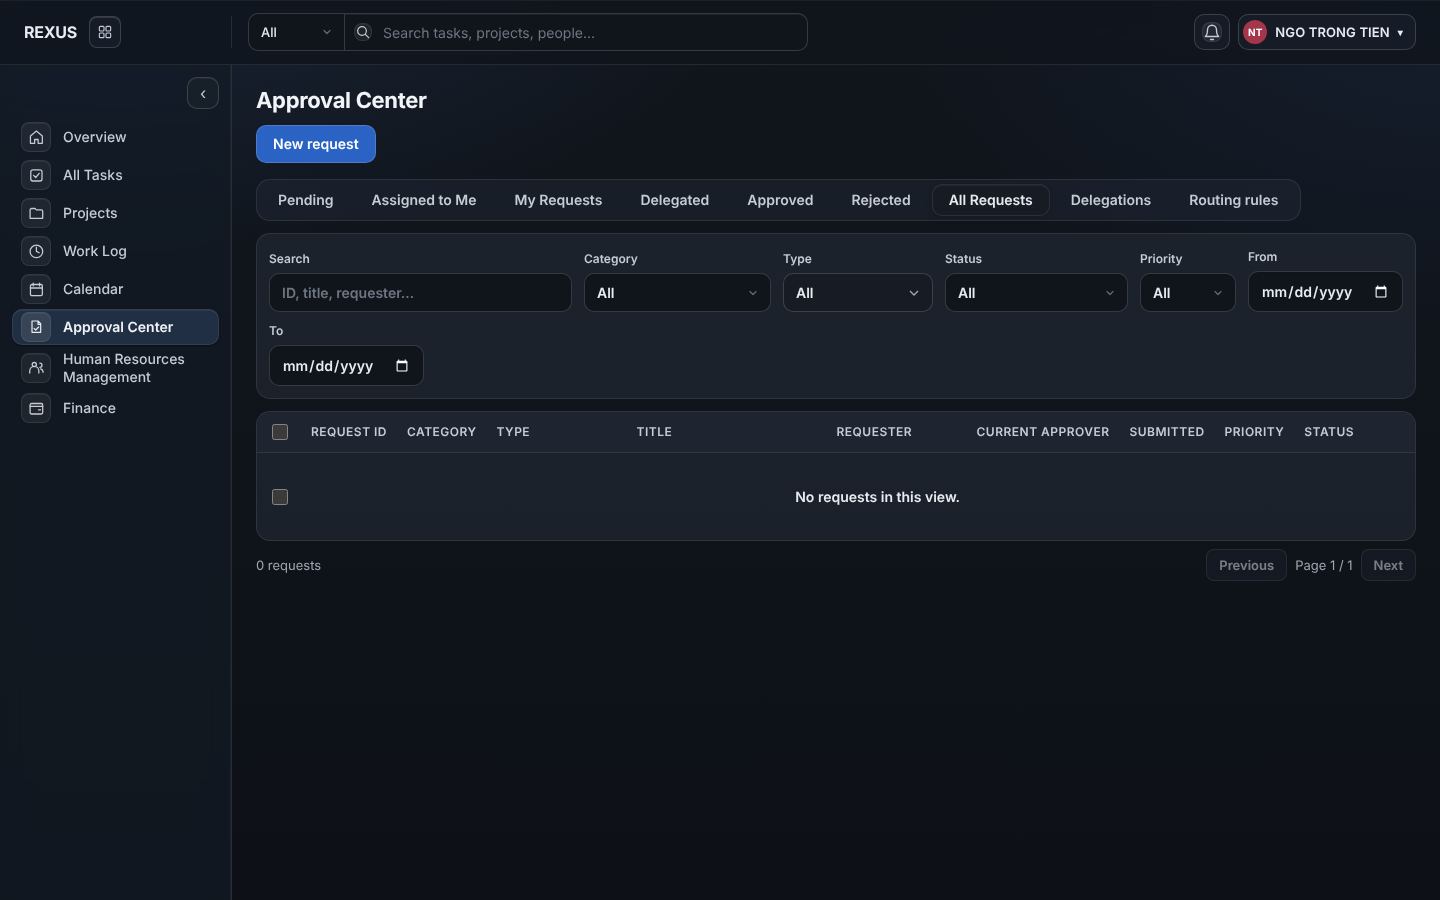 REXUS
All
Search tasks, projects, people...
NT
NGO TRONG TIEN
Overview
All Tasks
Projects
Work Log
Calendar
Approval Center
Human Resources
Management
Finance
Approval Center
New request
Pending
Assigned to Me
My Requests
Delegated
Approved
Rejected
All Requests
Delegations
Routing rules
Search
Category
Type
Status
Priority
From
ID, title, requester...
All
All
All
All
mm/dd/yyyy
To
mm/dd/yyyy
REQUEST ID
CATEGORY
TYPE
TITLE
REQUESTER
CURRENT APPROVER
SUBMITTED
PRIORITY
STATUS
No requests in this view.
0 requests
Previous
Page 1 / 1
Next